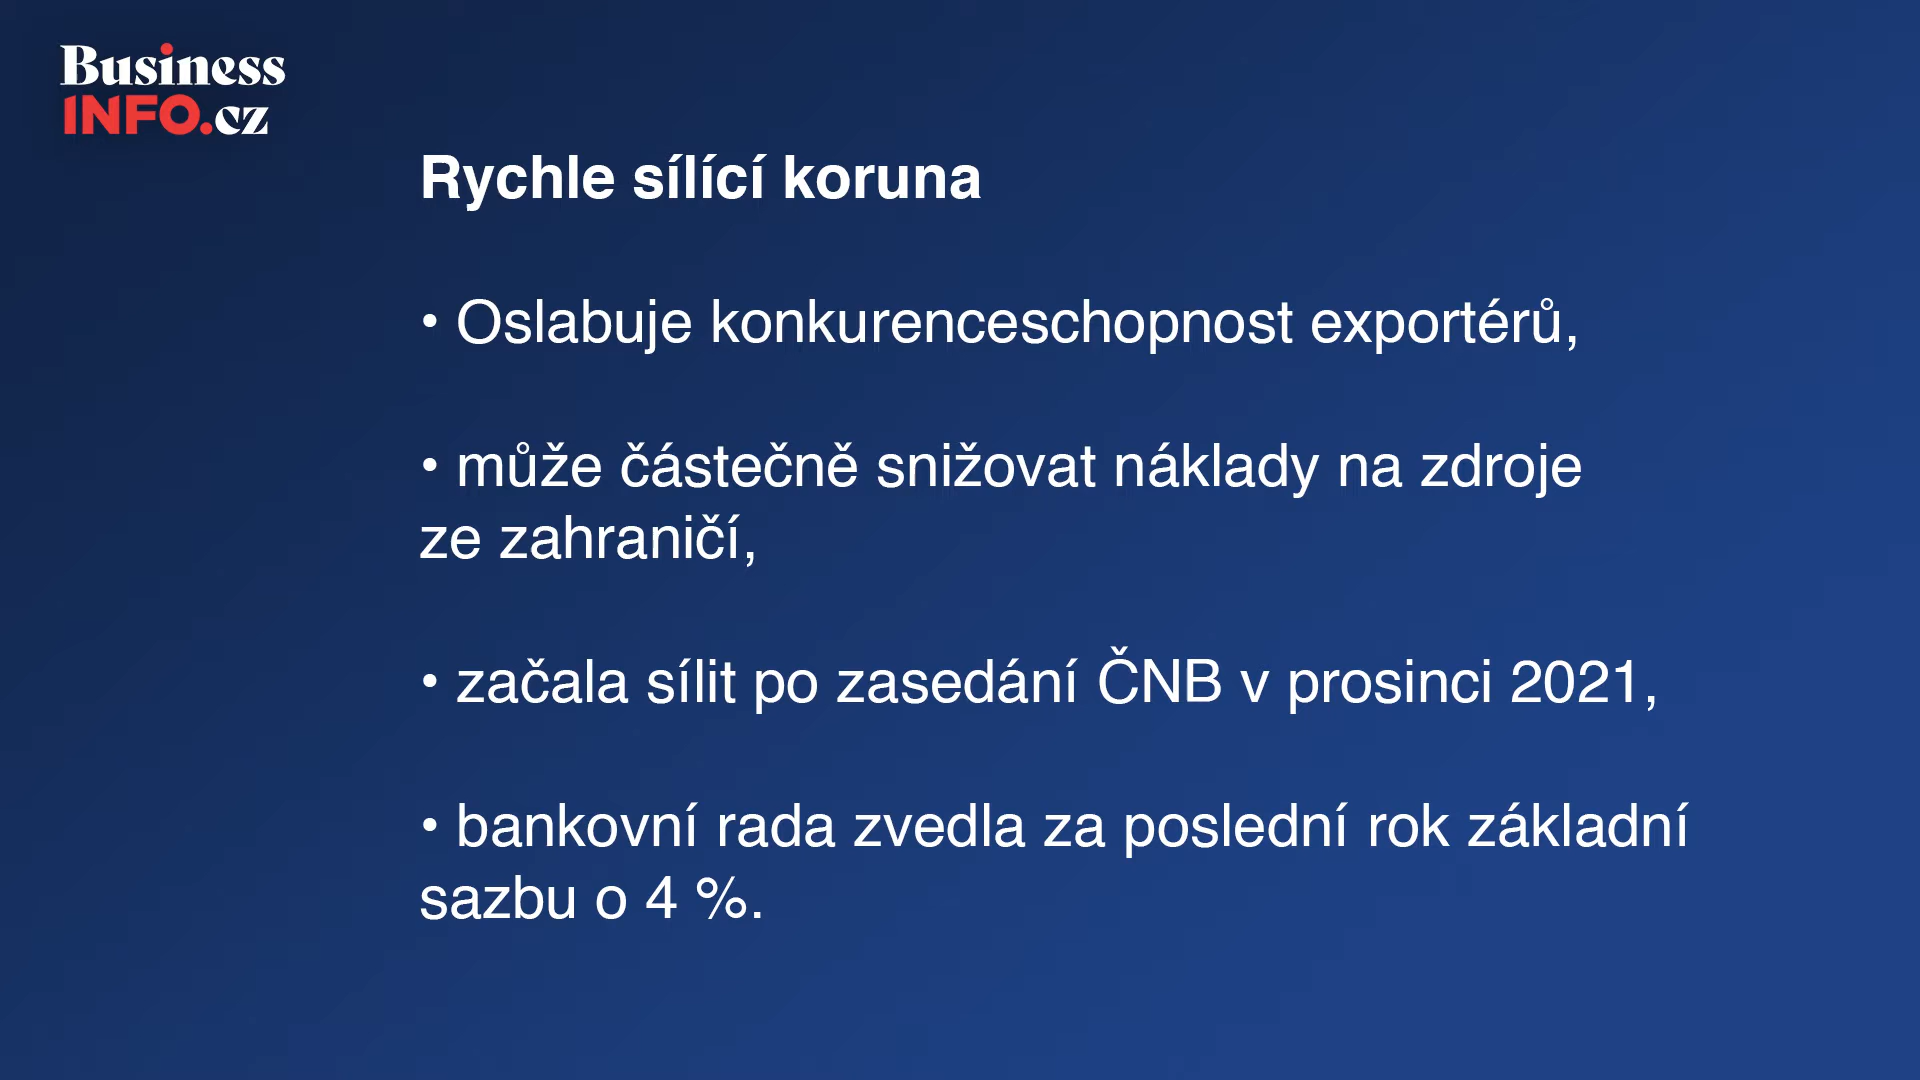 Business
INFO.cz
Rychle sílící koruna
• Oslabuje konkurenceschopnost exportérů,
• může částečně snižovat náklady na zdroje
ze zahraničí,
• začala sílit po zasedání ČNB v prosinci 2021,
• bankovní rada zvedla za poslední rok základní
sazbu o 4 %.